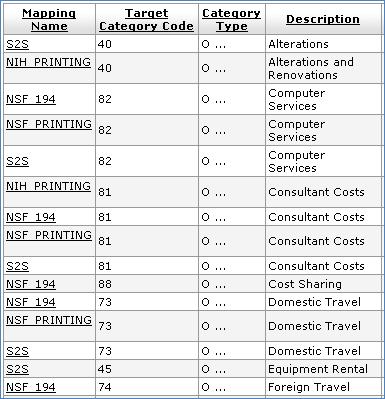 Mapping Name Target Category Code Category Type Description
S2S 40 O ... Alterations
NIH_PRINTING 40 O ... Alterations and Renovations
NSF_194 82 O ... Computer Services
NSF_PRINTING 82 O ... Computer Services
S2S 82 O ... Computer Services
NIH_PRINTING 81 O ... Consultant Costs
NSF_194 81 O ... Consultant Costs
NSF_PRINTING 81 O ... Consultant Costs
S2S 81 O ... Consultant Costs
NSF_194 88 O ... Cost Sharing
NSF_194 73 O ... Domestic Travel
NSF_PRINTING 73 O ... Domestic Travel
S2S 73 O ... Domestic Travel
S2S 45 O ... Equipment Rental
NSF_194 74 O ... Foreign Travel